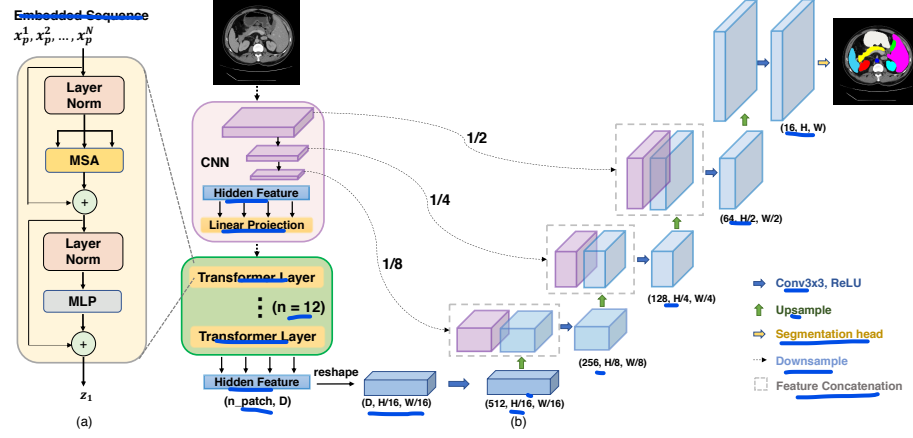 Embedded Sequence
x_p^1, x_p^2, ..., x_p^N
Layer
Norm
MSA
+
Layer
Norm
MLP
+
z_1
(a)
CNN
Hidden Feature
Linear Projection
Transformer Layer
(n = 12)
Transformer Layer
Hidden Feature
(n_patch, D)
reshape
(D, H/16, W/16)
(512, H/16, W/16)
(b)
1/2
1/4
1/8
(256, H/8, W/8)
(128, H/4, W/4)
(64, H/2, W/2)
(16, H, W)
Conv3x3, ReLU
Upsample
Segmentation head
Downsample
Feature Concatenation